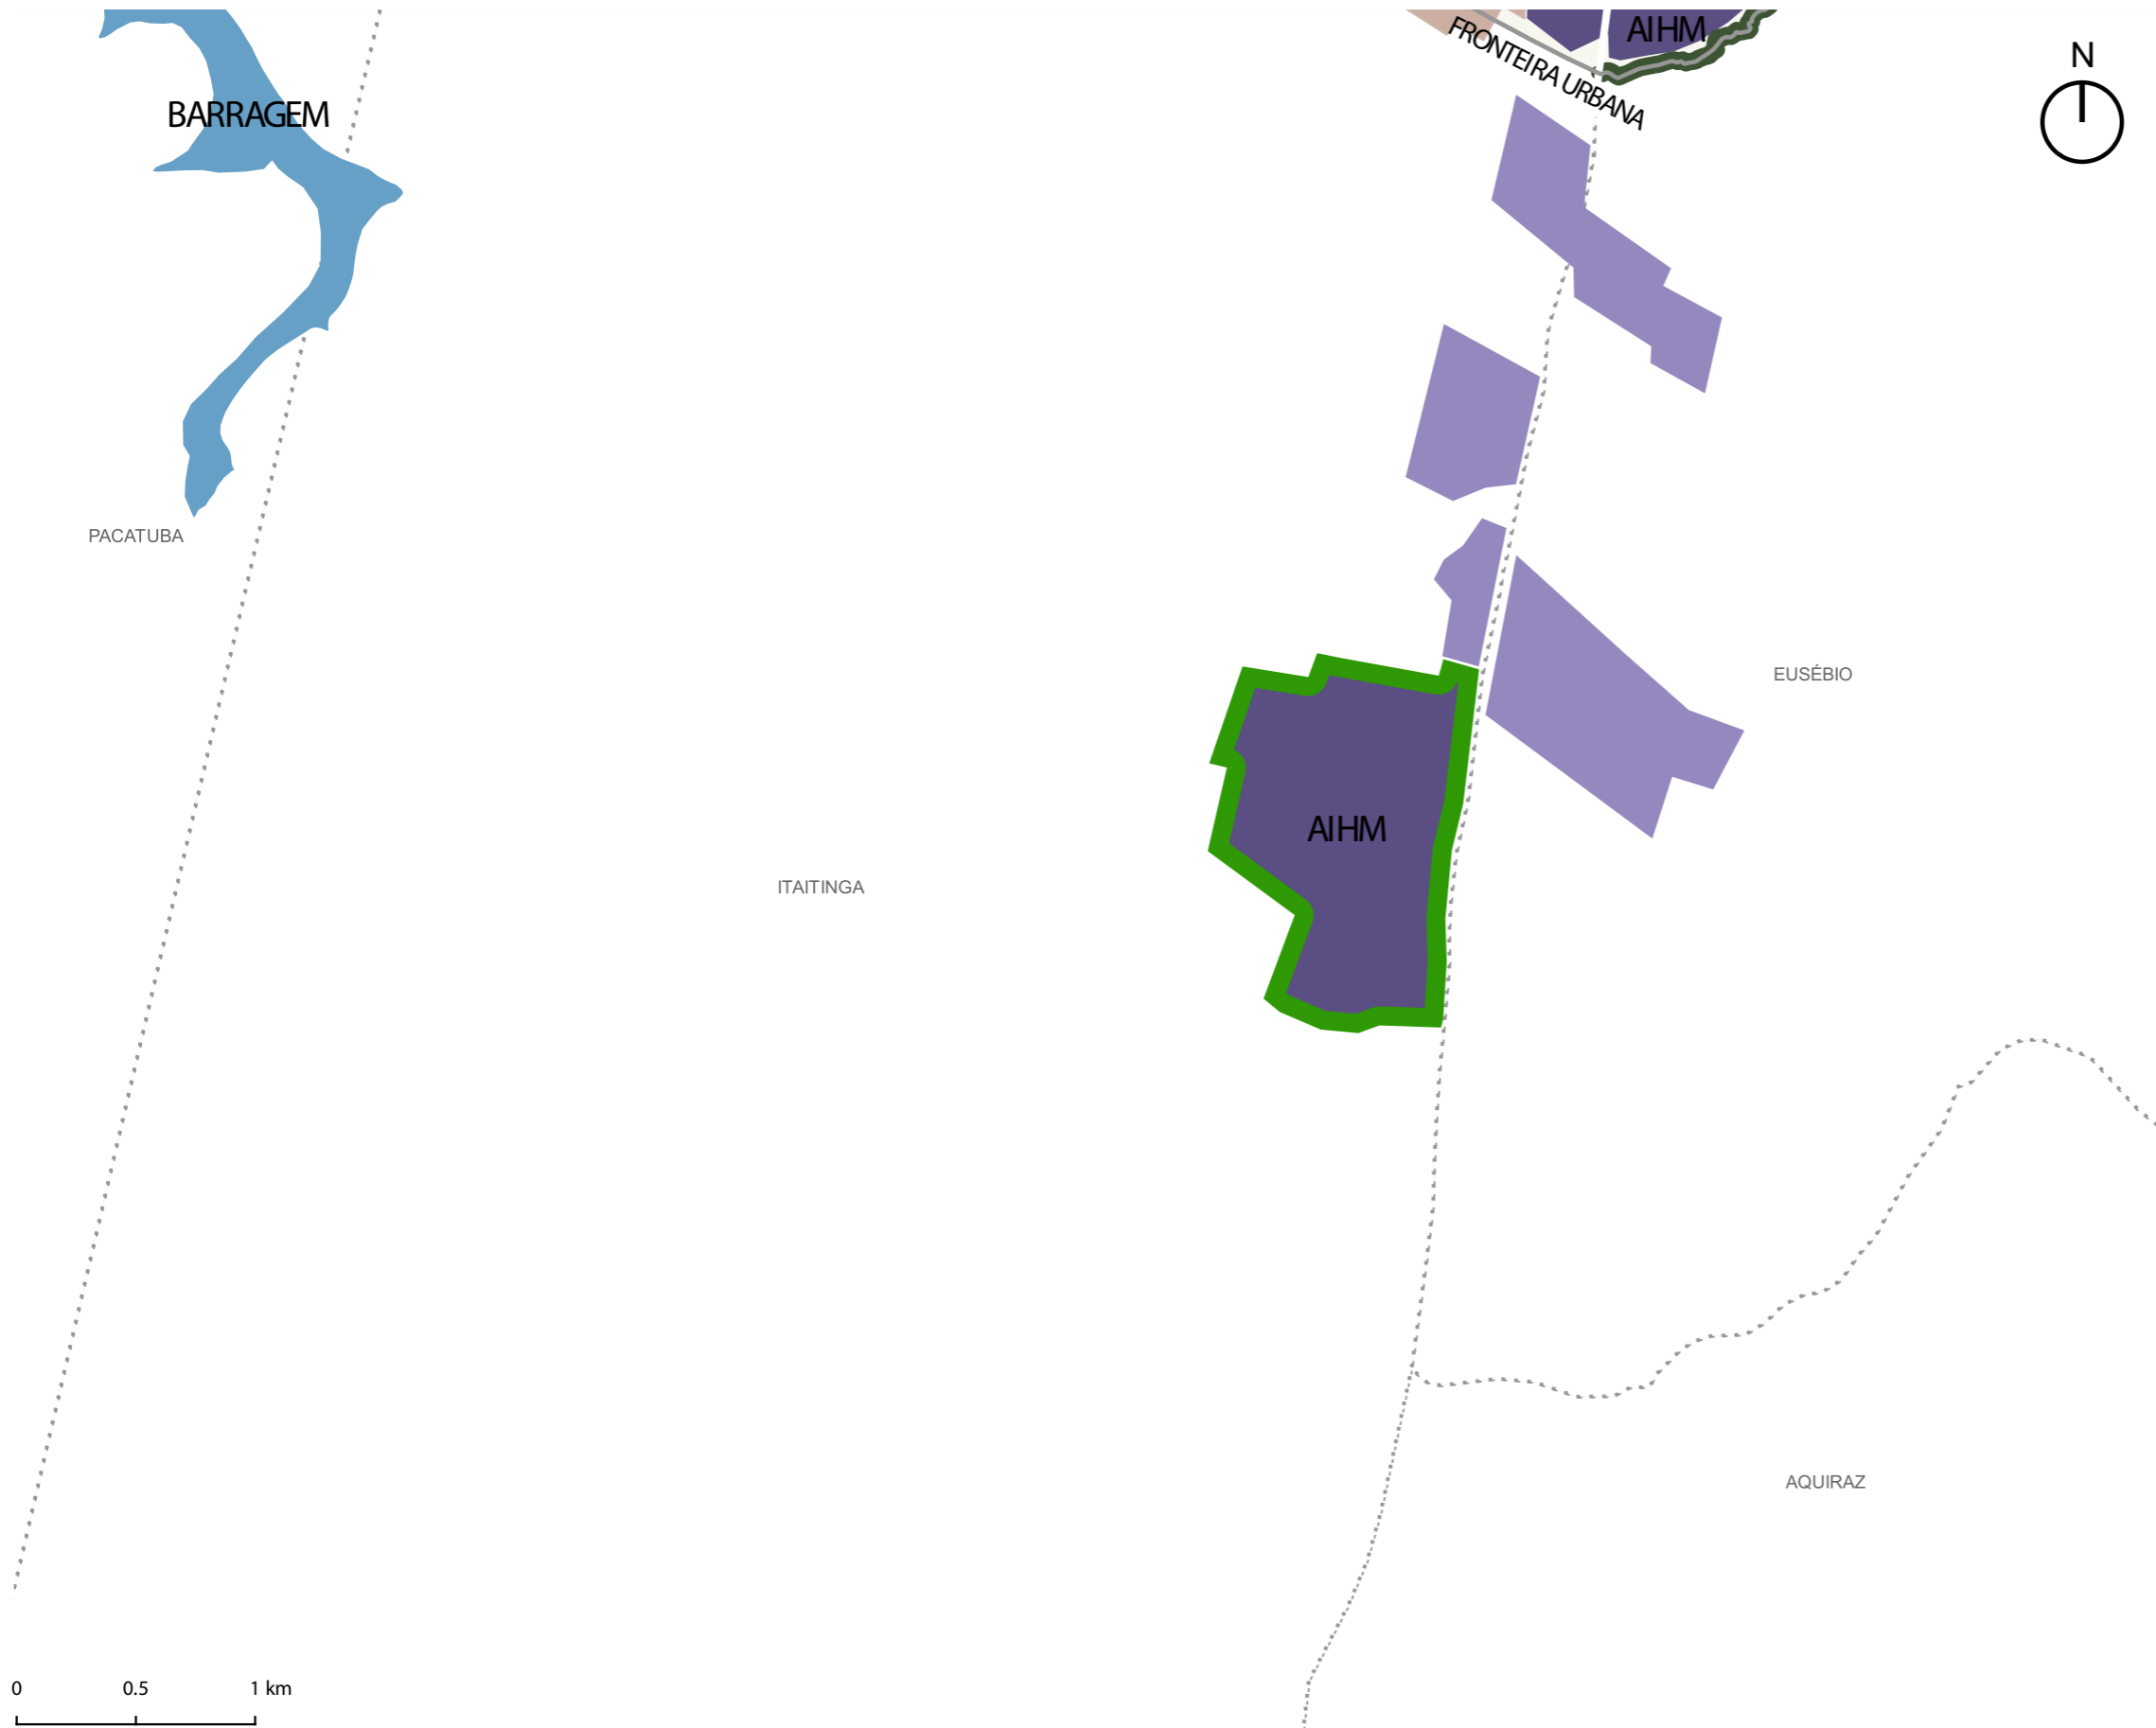 AIHM
FRONTEIRA URBANA
N
BARRAGEM
PACATUBA
EUSÉBIO
AIHM
ITAITINGA
AQUIRAZ
0 0.5 1 km